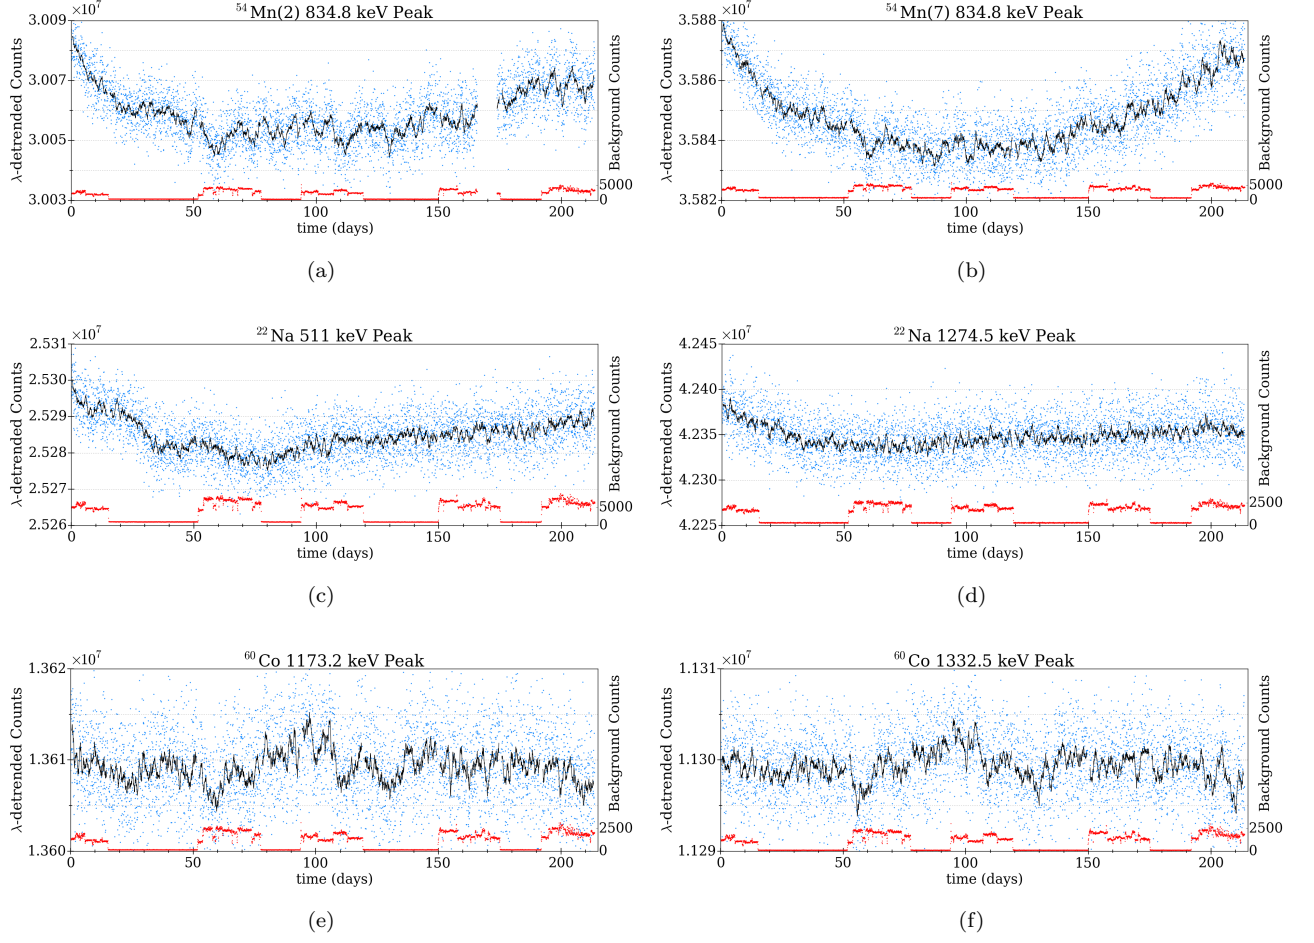 ⁵⁴Mn(2) 834.8 keV Peak
×10⁷
3.009
3.007
3.005
3.003
λ-detrended Counts
Background Counts
5000
0
0 50 100 150 200
time (days)
(a)
⁵⁴Mn(7) 834.8 keV Peak
×10⁷
3.588
3.586
3.584
3.582
λ-detrended Counts
Background Counts
5000
0
0 50 100 150 200
time (days)
(b)
²²Na 511 keV Peak
×10⁷
2.531
2.530
2.529
2.528
2.527
2.526
λ-detrended Counts
Background Counts
5000
0
0 50 100 150 200
time (days)
(c)
²²Na 1274.5 keV Peak
×10⁷
4.245
4.240
4.235
4.230
4.225
λ-detrended Counts
Background Counts
2500
0
0 50 100 150 200
time (days)
(d)
⁶⁰Co 1173.2 keV Peak
×10⁷
1.362
1.361
1.360
λ-detrended Counts
Background Counts
2500
0
0 50 100 150 200
time (days)
(e)
⁶⁰Co 1332.5 keV Peak
×10⁷
1.131
1.130
1.129
λ-detrended Counts
Background Counts
2500
0
0 50 100 150 200
time (days)
(f)